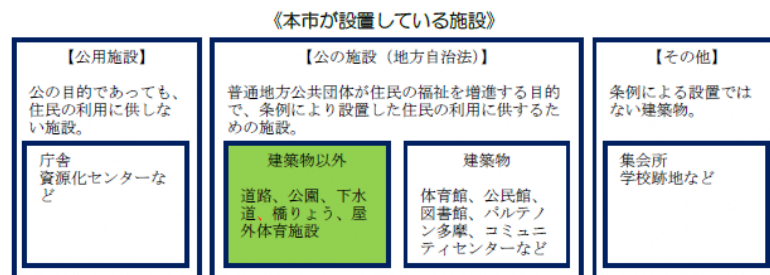 《本市が設置している施設》
【公用施設】
公の目的であっても、
住民の利用に供しな
い施設。
庁舎
資源化センターな
ど
【公の施設（地方自治法）】
普通地方公共団体が住民の福祉を増進する目的
で、条例により設置した住民の利用に供するた
めの施設。
建築物以外
道路、公園、下水
道、橋りょう、屋
外体育施設
建築物
体育館、公民館、
図書館、パルテノ
ン多摩、コミュニ
ティセンターなど
【その他】
条例による設置では
ない建築物。
集会所
学校跡地など